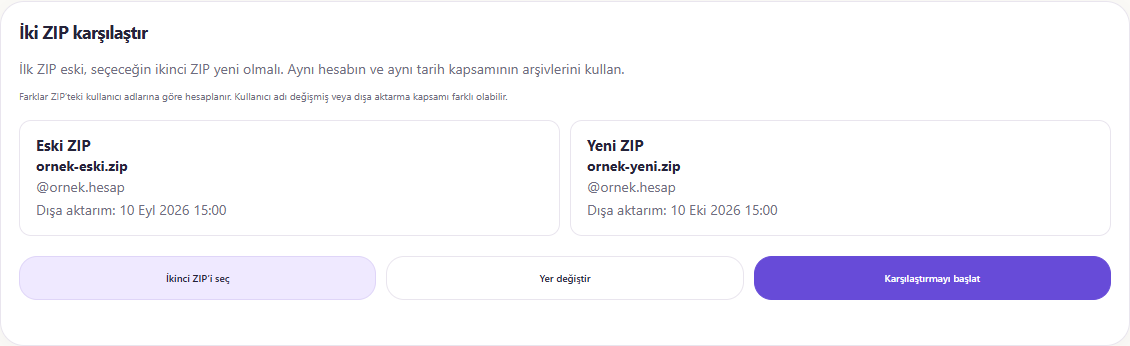 İki ZIP karşılaştır
İlk ZIP eski, seçeceğin ikinci ZIP yeni olmalı. Aynı hesabın ve aynı tarih kapsamının arşivlerini kullan.
Farklar ZIP'teki kullanıcı adlarına göre hesaplanır. Kullanıcı adı değişmiş veya dışa aktarma kapsamı farklı olabilir.
Eski ZIP
ornek-eski.zip
@ornek.hesap
Dışa aktarım: 10 Eyl 2026 15:00
Yeni ZIP
ornek-yeni.zip
@ornek.hesap
Dışa aktarım: 10 Eki 2026 15:00
İkinci ZIP'i seç
Yer değiştir
Karşılaştırmayı başlat